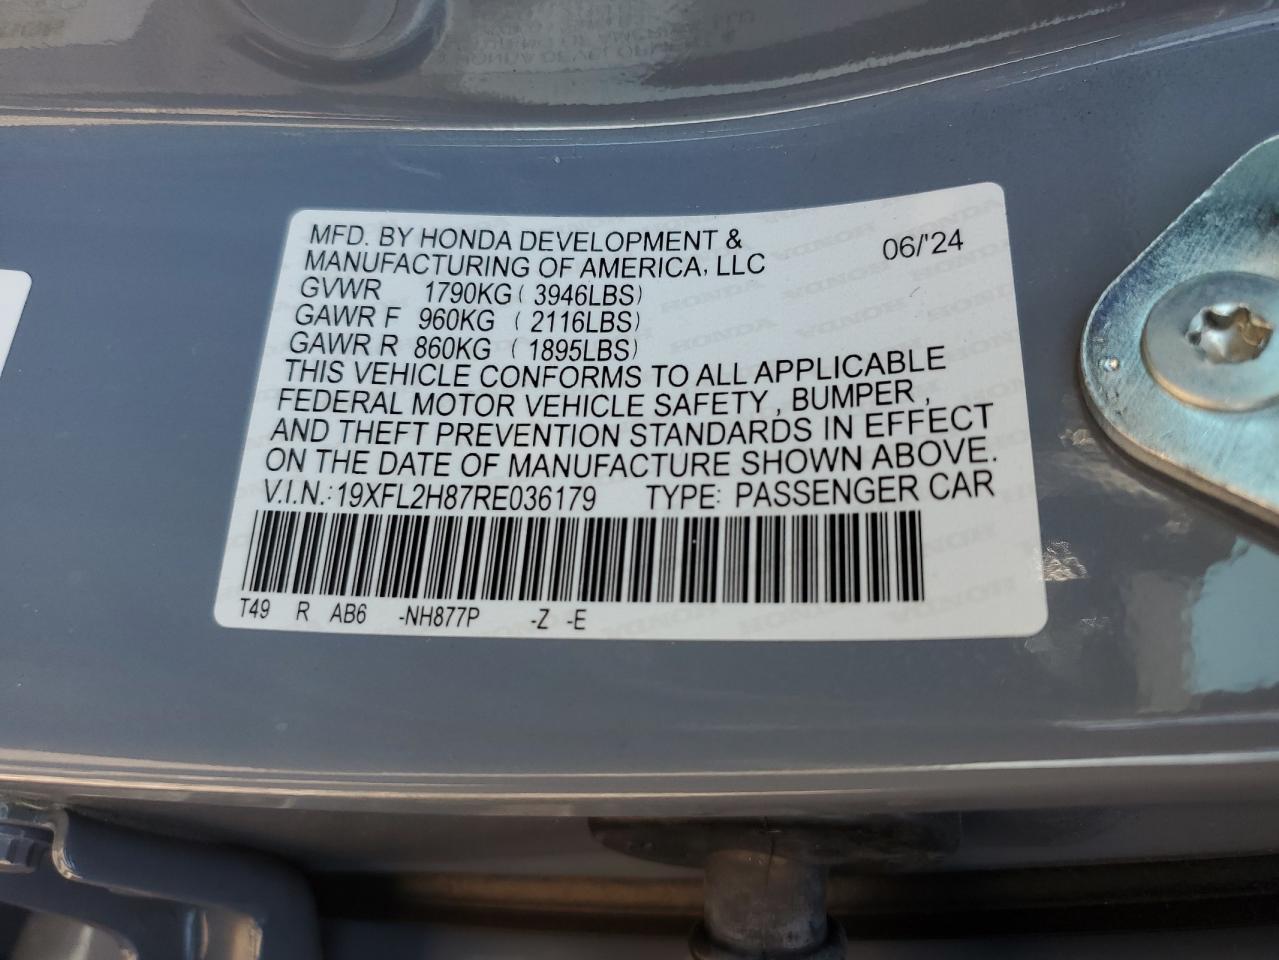 MFD. BY HONDA DEVELOPMENT & MANUFACTURING OF AMERICA, LLC 06/'24
GVWR 1790KG ( 3946LBS)
GAWR F 960KG ( 2116LBS)
GAWR R 860KG ( 1895LBS)
THIS VEHICLE CONFORMS TO ALL APPLICABLE
FEDERAL MOTOR VEHICLE SAFETY , BUMPER ,
AND THEFT PREVENTION STANDARDS IN EFFECT
ON THE DATE OF MANUFACTURE SHOWN ABOVE.
V.I.N.:19XFL2H87RE036179 TYPE: PASSENGER CAR
T49 R AB6 -NH877P -Z -E